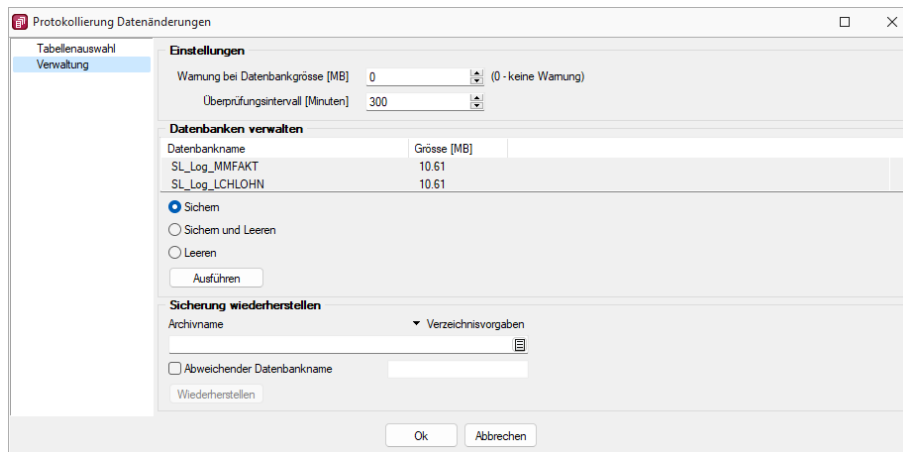 Protokollierung Datenänderungen
Tabellenauswahl
Verwaltung
Einstellungen
Warnung bei Datenbankgrösse [MB] 0 (0 - keine Warnung)
Überprüfungsintervall [Minuten] 300
Datenbanken verwalten
Datenbankname Grösse [MB]
SL_Log_MMFAKT 10.61
SL_Log_LCHLOHN 10.61
Sichern
Sichern und Leeren
Leeren
Ausführen
Sicherung wiederherstellen
Archivname Verzeichnisvorgaben
Abweichender Datenbankname
Wiederherstellen
Ok Abbrechen